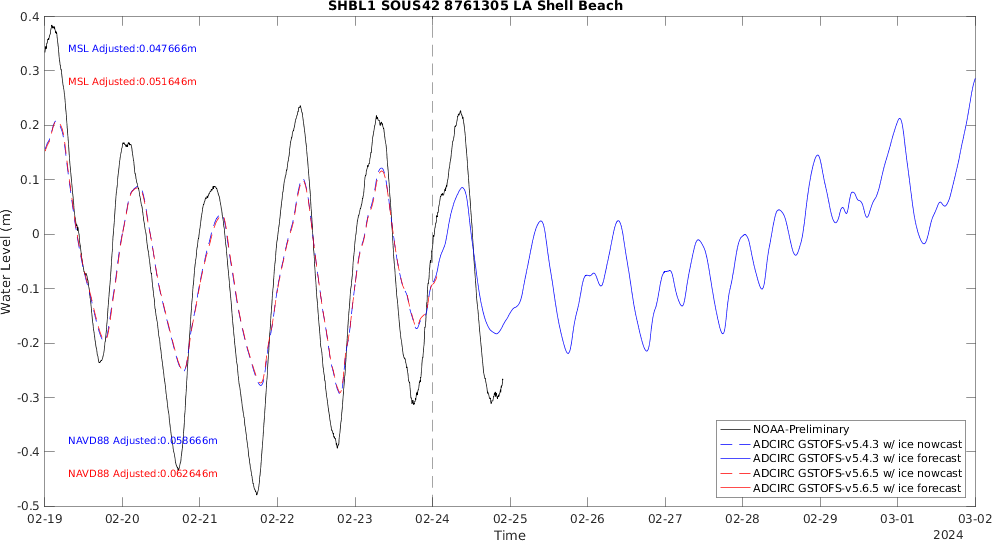 SHBL1 SOUS42 8761305 LA Shell Beach
0.4
0.3
0.2
0.1
0
-0.1
-0.2
-0.3
-0.4
-0.5
Water Level (m)
MSL Adjusted:0.047666m
MSL Adjusted:0.051646m
NAVD88 Adjusted:0.058666m
NAVD88 Adjusted:0.062646m
NOAA-Preliminary
ADCIRC GSTOFS-v5.4.3 w/ ice nowcast
ADCIRC GSTOFS-v5.4.3 w/ ice forecast
ADCIRC GSTOFS-v5.6.5 w/ ice nowcast
ADCIRC GSTOFS-v5.6.5 w/ ice forecast
02-19 02-20 02-21 02-22 02-23 02-24 02-25 02-26 02-27 02-28 02-29 03-01 03-02
Time
2024